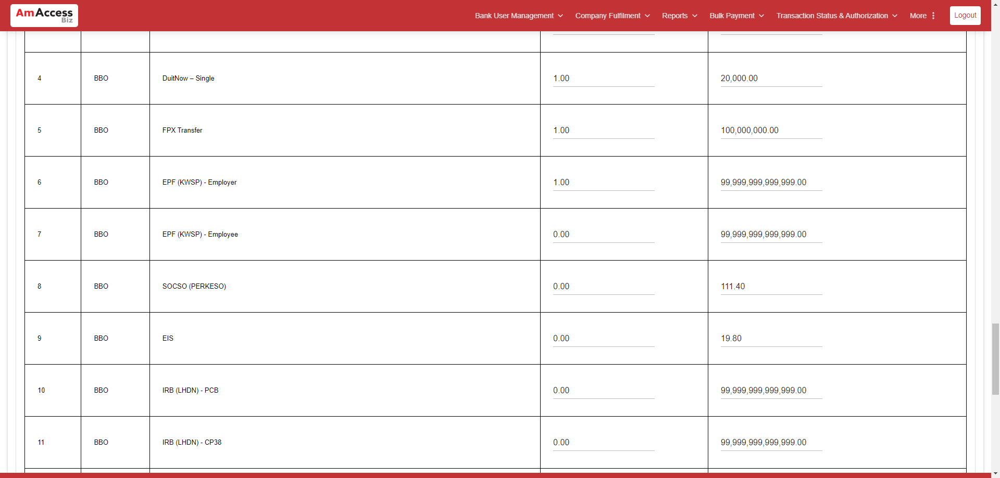 AmAccess
Biz
Bank User Management
Company Fulfilment
Reports
Bulk Payment
Transaction Status & Authorization
More
Logout
4 BBO DuitNow – Single 1.00 20,000.00
5 BBO FPX Transfer 1.00 100,000,000.00
6 BBO EPF (KWSP) - Employer 1.00 99,999,999,999,999.00
7 BBO EPF (KWSP) - Employee 0.00 99,999,999,999,999.00
8 BBO SOCSO (PERKESO) 0.00 111.40
9 BBO EIS 0.00 19.80
10 BBO IRB (LHDN) - PCB 0.00 99,999,999,999,999.00
11 BBO IRB (LHDN) - CP38 0.00 99,999,999,999,999.00